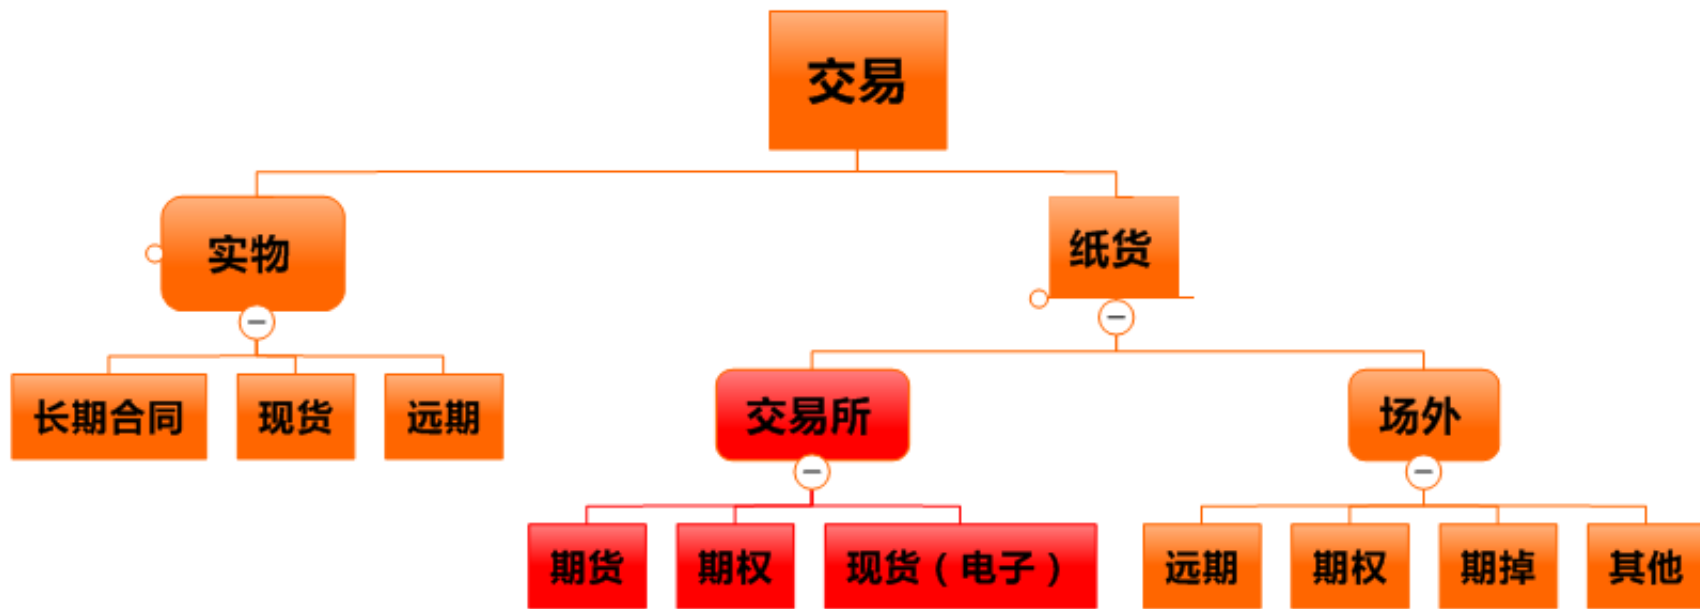 交易
实物
纸货
长期合同
现货
远期
交易所
场外
期货
期权
现货（电子）
远期
期权
期掉
其他